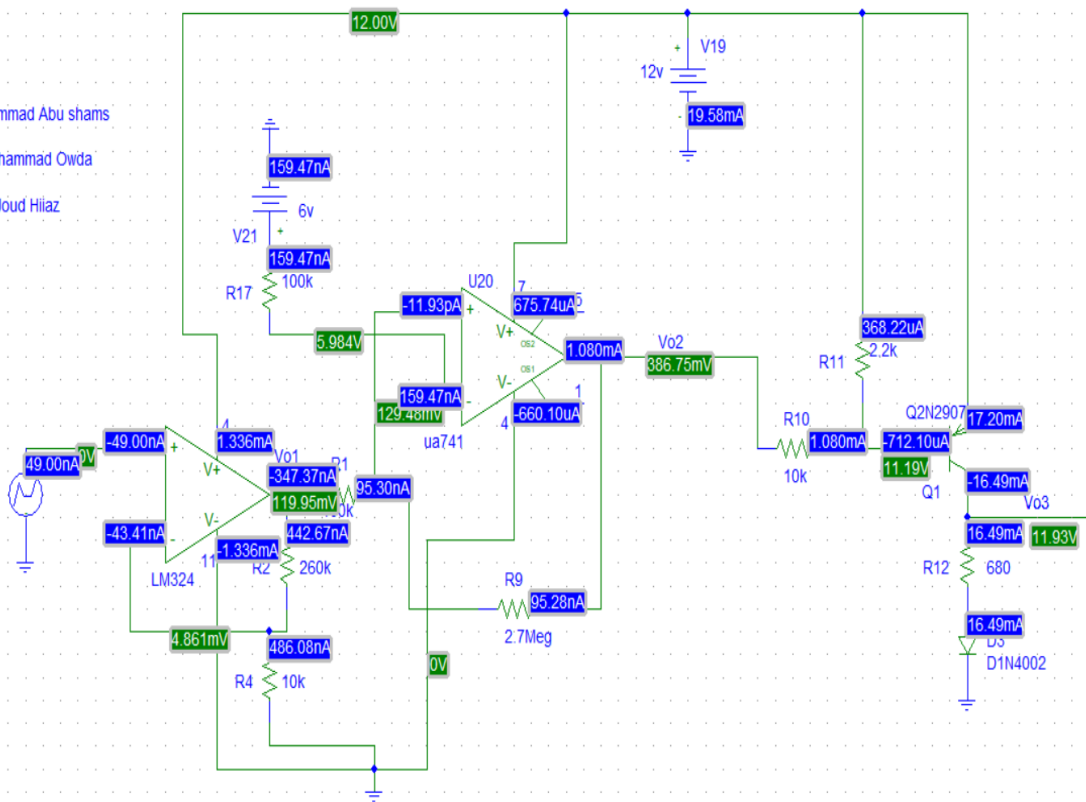 12.00V
V19
12v
19.58mA
mmad Abu shams
hammad Owda
159.47nA
6v
V21
159.47nA
100k
R17
U20
7
-11.93pA
675.74uA
5
+
V+
OS2
5.984V
1.080mA
Vo2
386.75mV
368.22uA
2.2k
R11
OS1
V-
1
159.47nA
-
129.48mV
4
-660.10uA
ua741
Q2N2907
17.20mA
R10
1.080mA
-712.10uA
10k
11.19V
Q1
-49.00nA
+
4
1.336mA
0V
49.00nA
V+
Vo1
-347.37nA
R1
95.30nA
119.95mV
-16.49mA
Vo3
V-
-43.41nA
-
442.67nA
16.49mA
11.93V
11
-1.336mA
R2
260k
LM324
R12
680
R9
95.28nA
2.7Meg
4.861mV
486.08nA
16.49mA
D3
D1N4002
0V
R4
10k